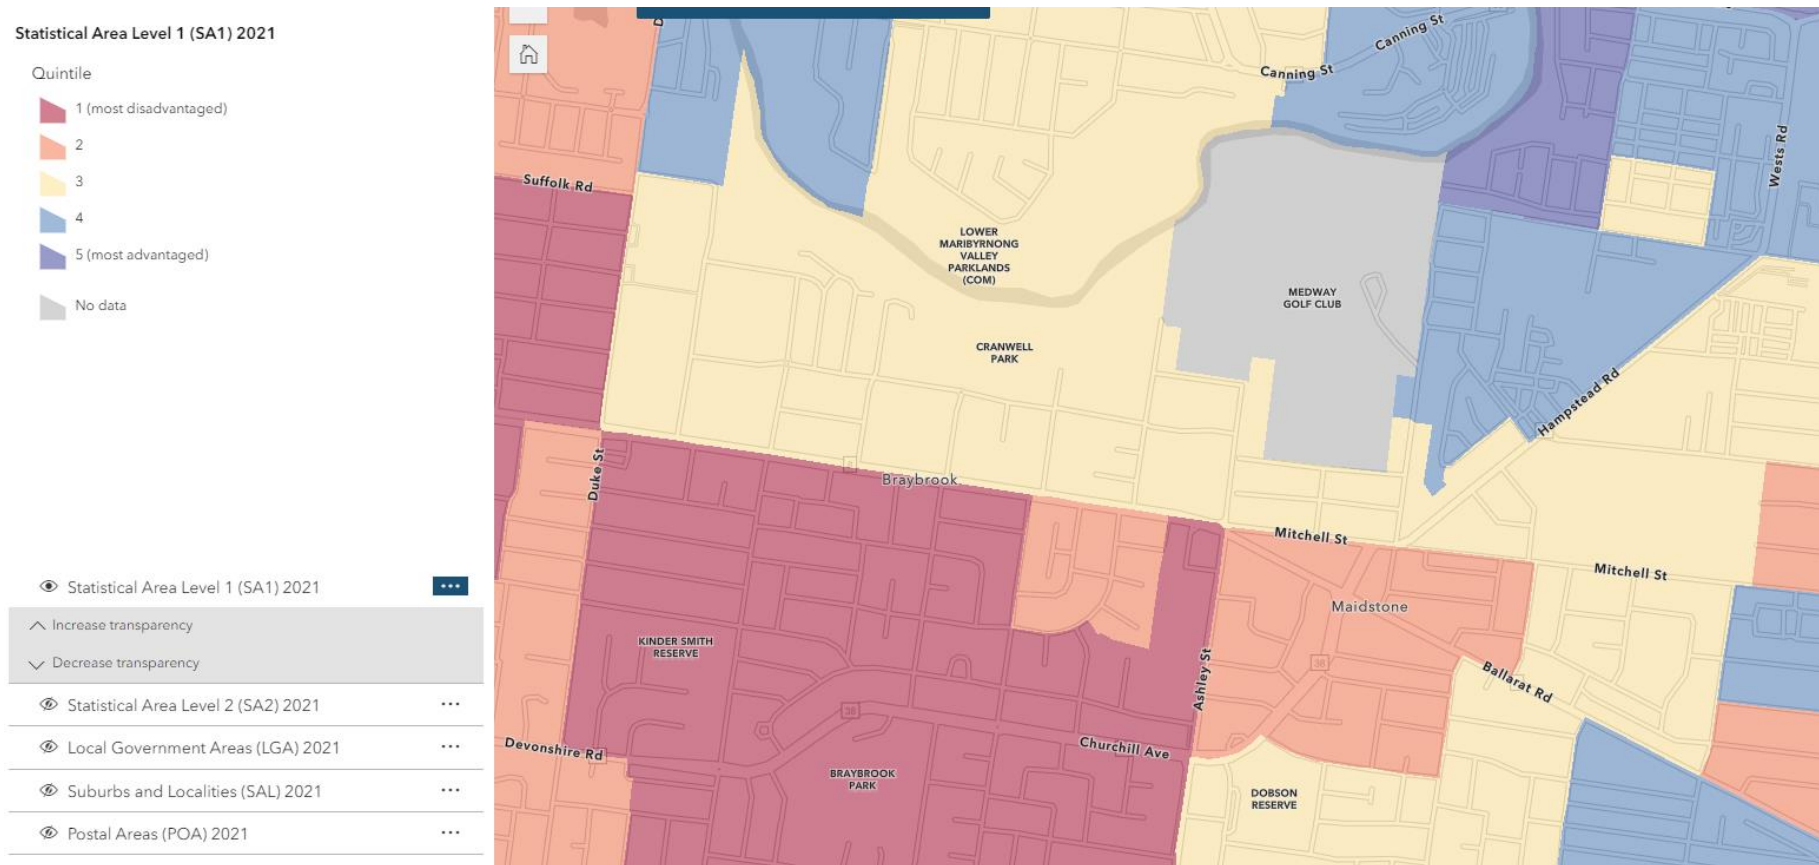 Statistical Area Level 1 (SA1) 2021
Quintile
1 (most disadvantaged)
2
3
4
5 (most advantaged)
No data
Statistical Area Level 1 (SA1) 2021
Increase transparency
Decrease transparency
Statistical Area Level 2 (SA2) 2021
Local Government Areas (LGA) 2021
Suburbs and Localities (SAL) 2021
Postal Areas (POA) 2021
Canning St
Canning St
Wests Rd
Suffolk Rd
LOWER
MARIBYRNONG
VALLEY
PARKLANDS
(COM)
MEDWAY
GOLF CLUB
CRANWELL
PARK
Hampstead Rd
Duke St
8
Braybrook
Mitchell St
Mitchell St
Maidstone
KINDER SMITH
RESERVE
Ashley St
38
Ballarat Rd
38
Devonshire Rd
Churchill Ave
BRAYBROOK
PARK
DOBSON
RESERVE